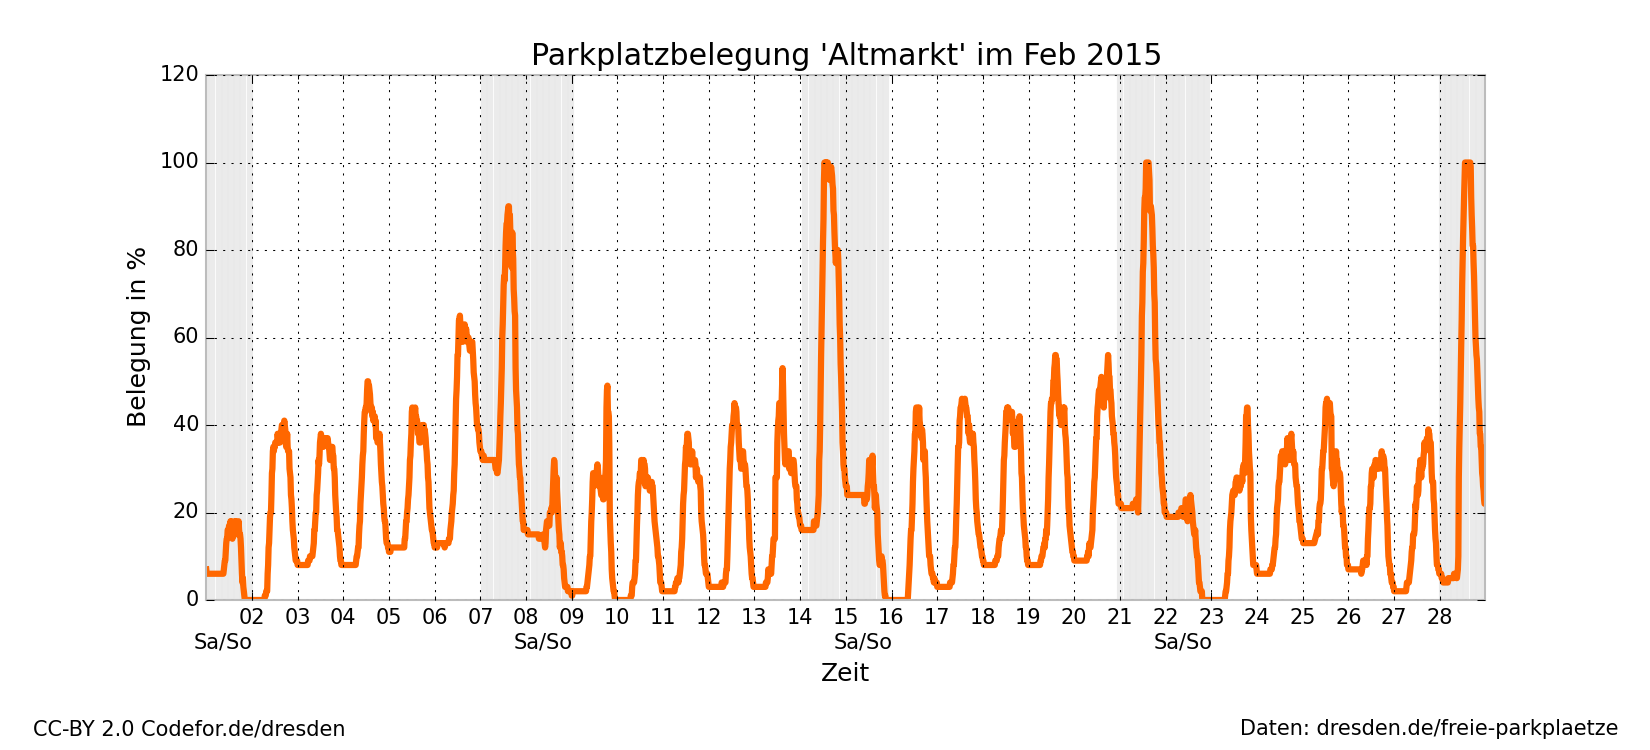 Parkplatzbelegung 'Altmarkt' im Feb 2015
120
100
80
60
40
20
0
Belegung in %
02 03 04 05 06 07 08 09 10 11 12 13 14 15 16 17 18 19 20 21 22 23 24 25 26 27 28
Sa/So Sa/So Sa/So Sa/So
Zeit
CC-BY 2.0 Codefor.de/dresden
Daten: dresden.de/freie-parkplaetze